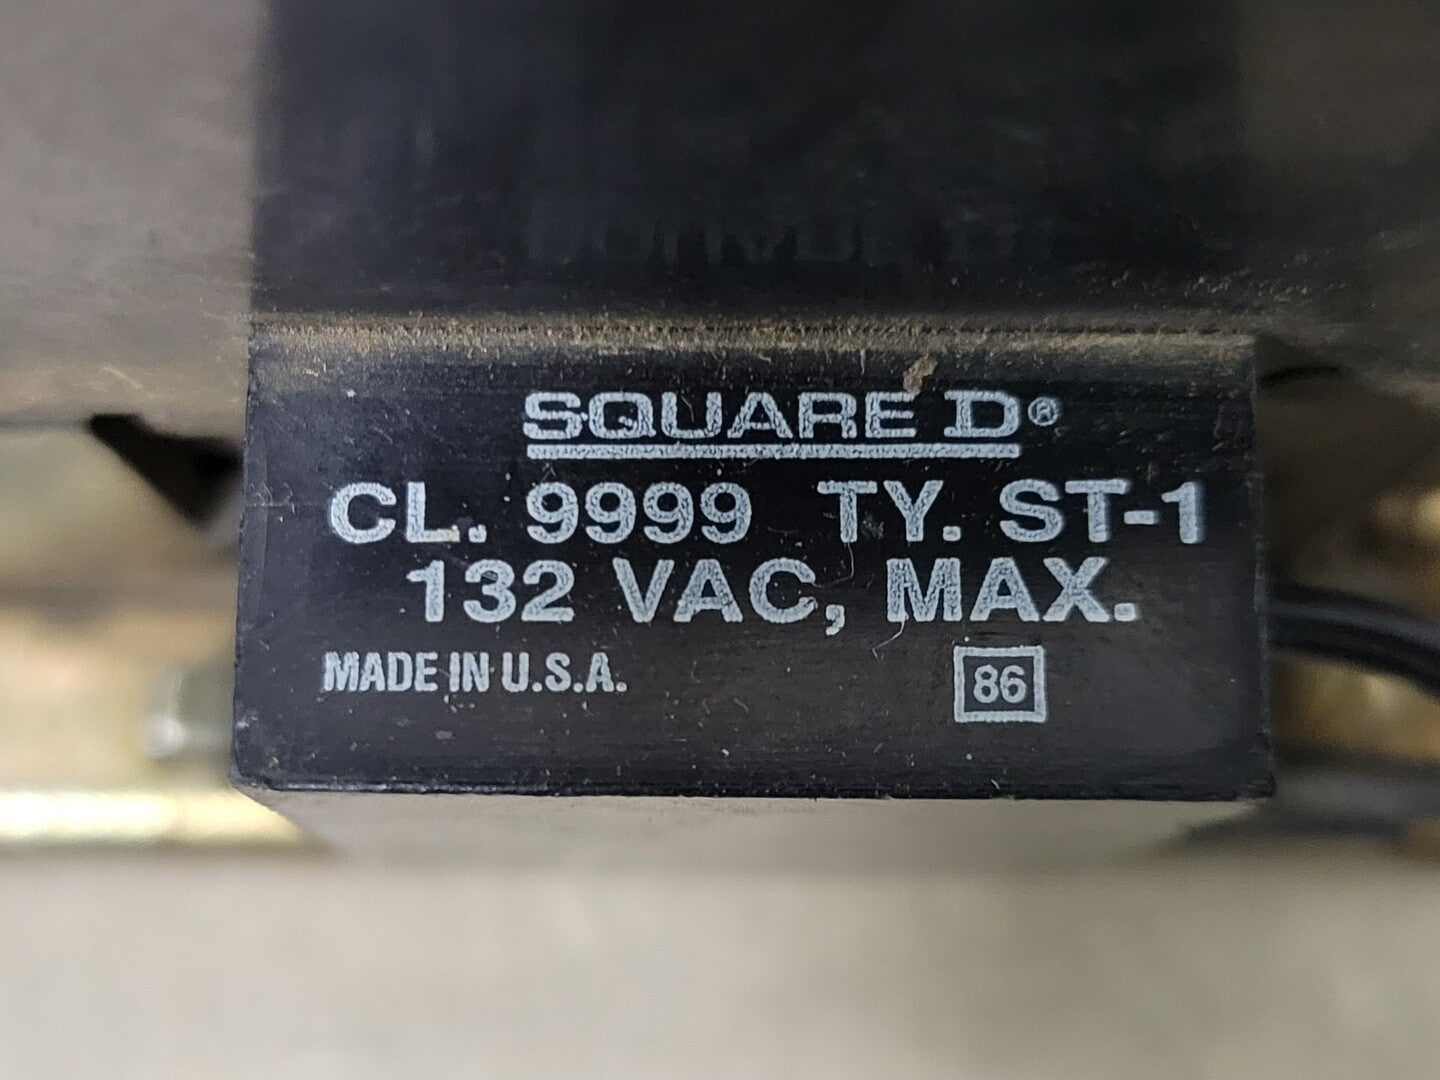 SQUARE D®
CL. 9999 TY. ST-1
132 VAC, MAX.
MADE IN U.S.A.
86